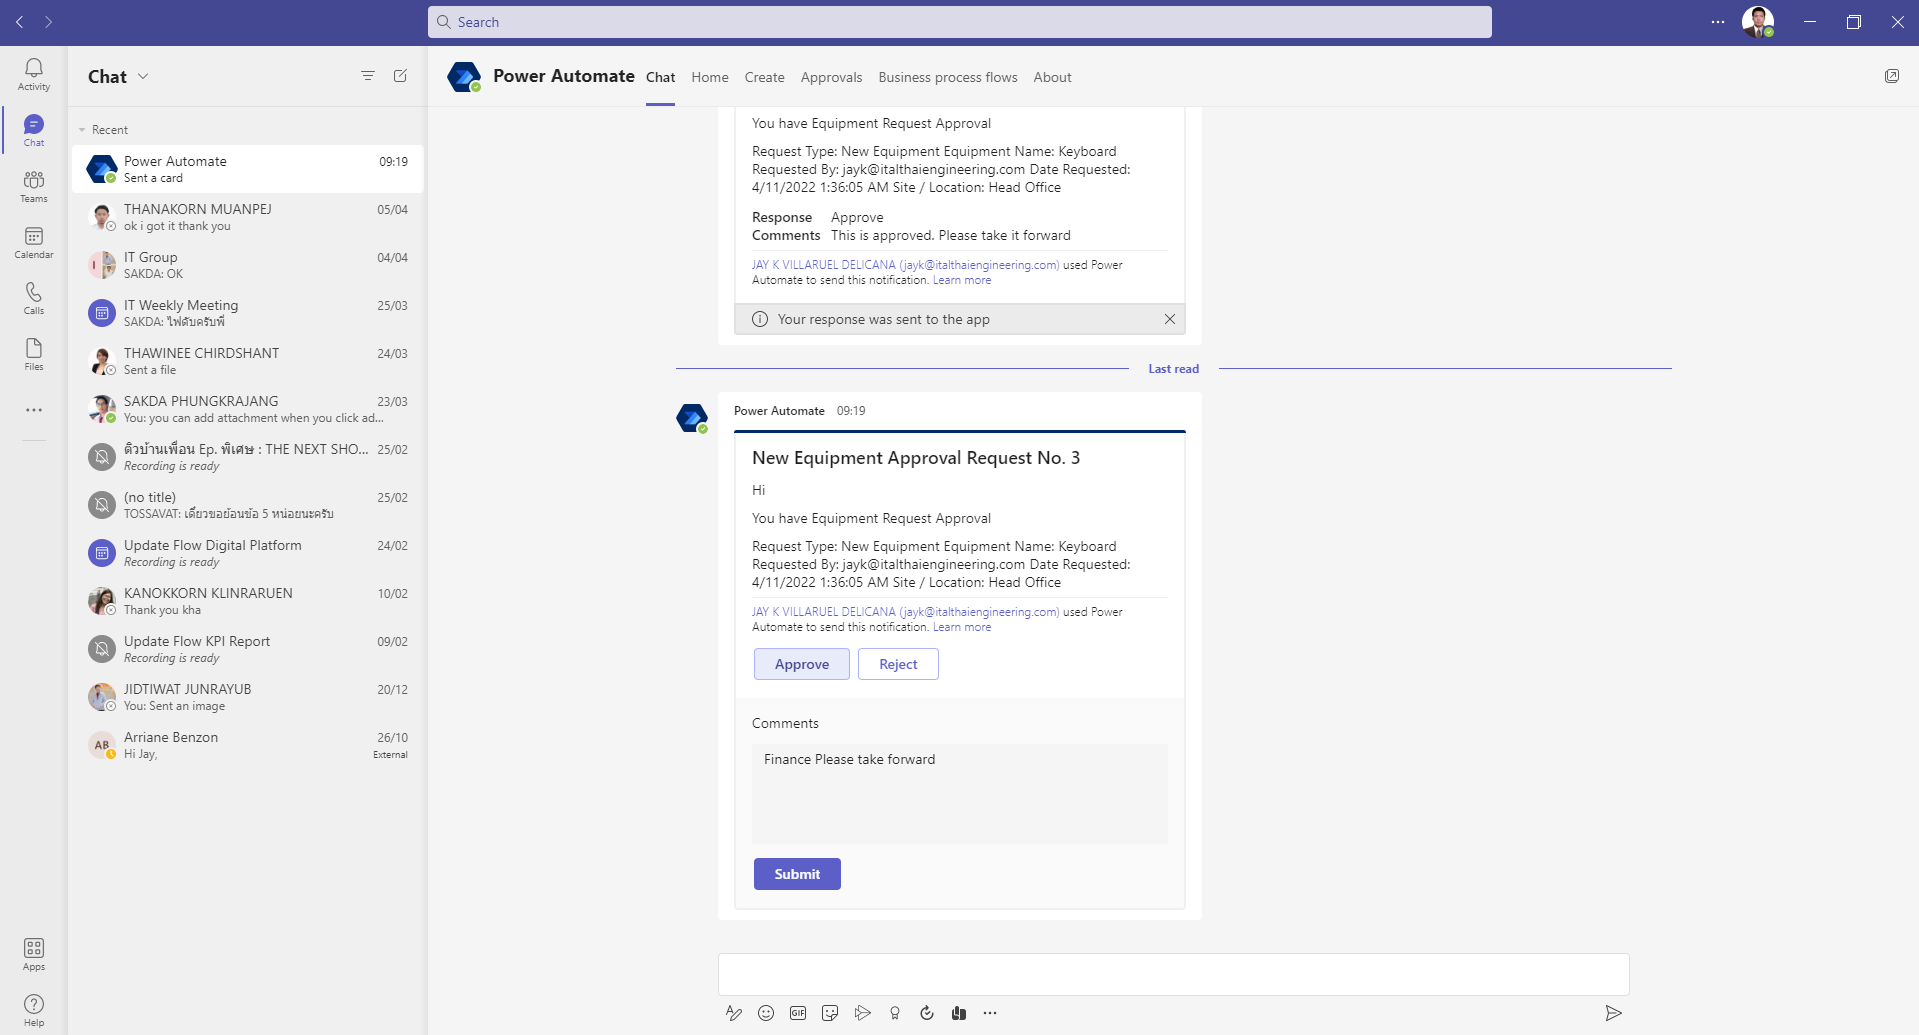 Search
Activity
Chat
Teams
Calendar
Calls
Files
Apps
Help
Chat
Recent
Power Automate 09:19
Sent a card
THANAKORN MUANPEJ 05/04
ok i got it thank you
IT Group 04/04
SAKDA: OK
IT Weekly Meeting 25/03
SAKDA: ไฟดับครับพี่
THAWINEE CHIRDSHANT 24/03
Sent a file
SAKDA PHUNGKRAJANG 23/03
You: you can add attachment when you click ad...
ติวบ้านเพื่อน Ep. พิเศษ : THE NEXT SHO... 25/02
Recording is ready
(no title) 25/02
TOSSAVAT: เดี๋ยวขอย้อนข้อ 5 หน่อยนะครับ
Update Flow Digital Platform 24/02
Recording is ready
KANOKKORN KLINRARUEN 10/02
Thank you kha
Update Flow KPI Report 09/02
Recording is ready
JIDTIWAT JUNRAYUB 20/12
You: Sent an image
AB
Arriane Benzon 26/10
Hi Jay, External
Power Automate Chat Home Create Approvals Business process flows About
You have Equipment Request Approval
Request Type: New Equipment Equipment Name: Keyboard
Requested By: jayk@italthaiengineering.com Date Requested:
4/11/2022 1:36:05 AM Site / Location: Head Office
Response Approve
Comments This is approved. Please take it forward
JAY K VILLARUEL DELICANA (jayk@italthaiengineering.com) used Power
Automate to send this notification. Learn more
Your response was sent to the app
Last read
Power Automate 09:19
New Equipment Approval Request No. 3
Hi
You have Equipment Request Approval
Request Type: New Equipment Equipment Name: Keyboard
Requested By: jayk@italthaiengineering.com Date Requested:
4/11/2022 1:36:05 AM Site / Location: Head Office
JAY K VILLARUEL DELICANA (jayk@italthaiengineering.com) used Power
Automate to send this notification. Learn more
Approve Reject
Comments
Finance Please take forward
Submit
GIF